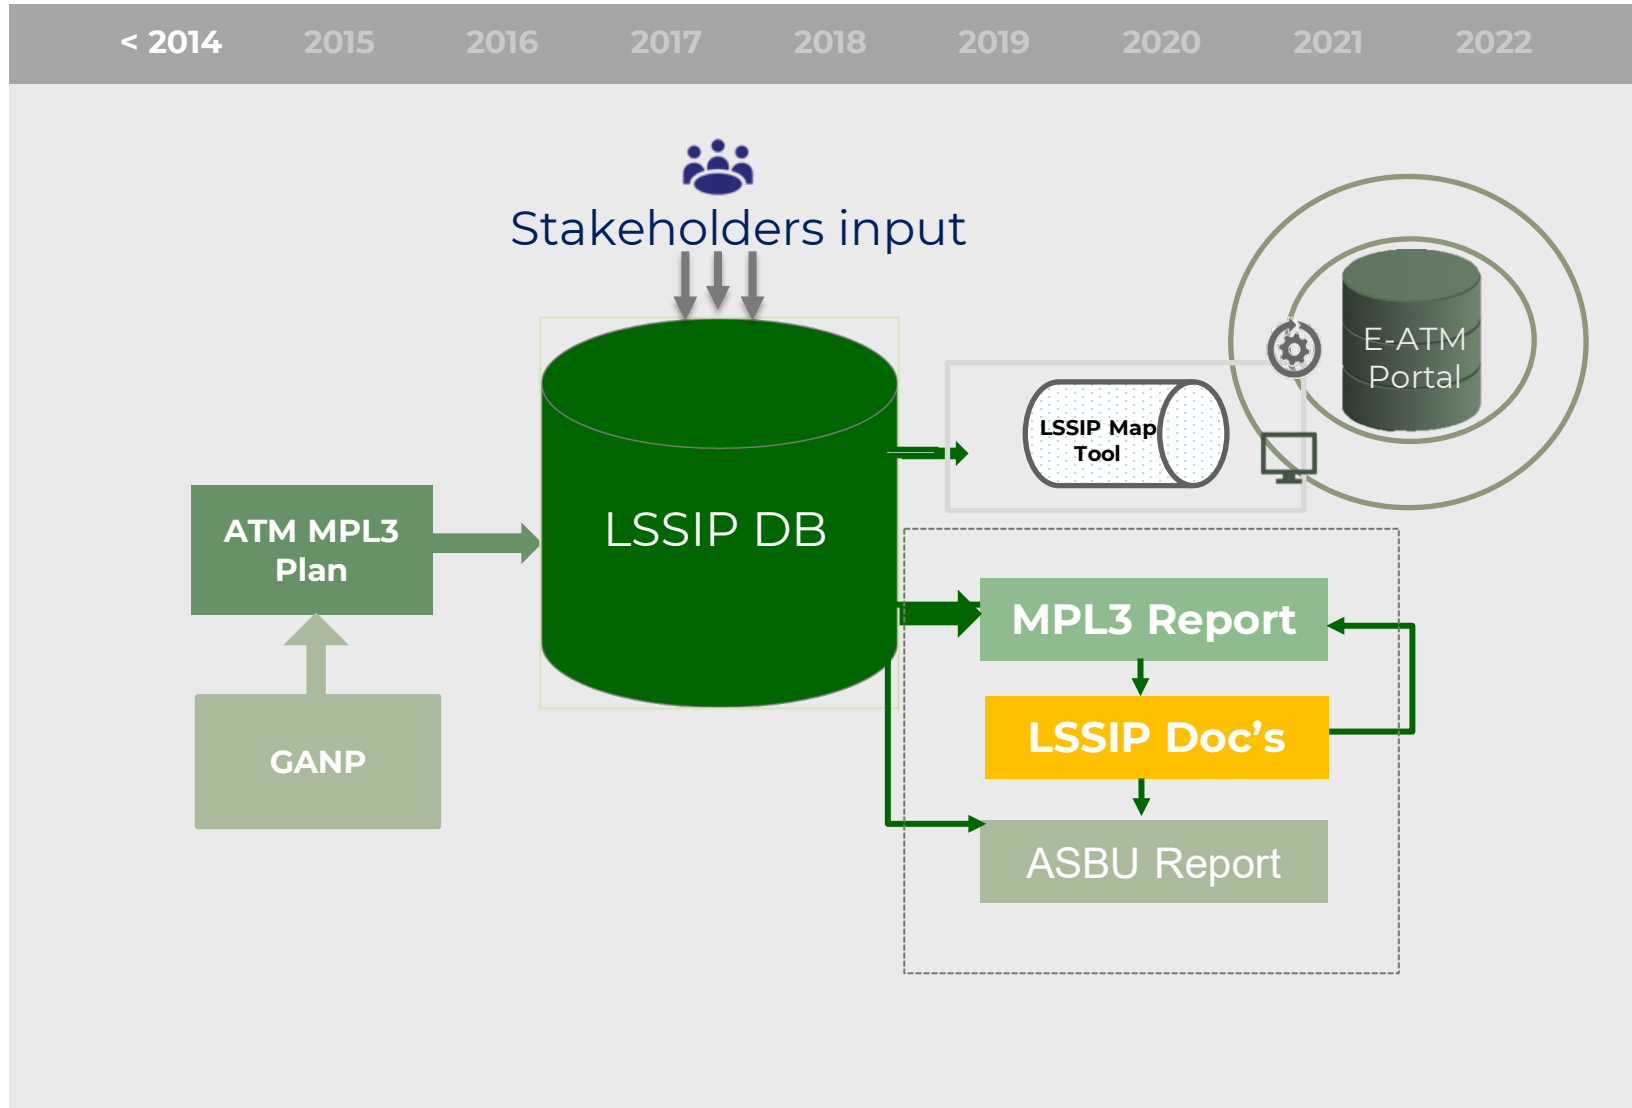 < 2014 2015 2016 2017 2018 2019 2020 2021 2022
Stakeholders input
E-ATM
Portal
LSSIP Map
Tool
LSSIP DB
ATM MPL3
Plan
MPL3 Report
LSSIP Doc’s
GANP
ASBU Report